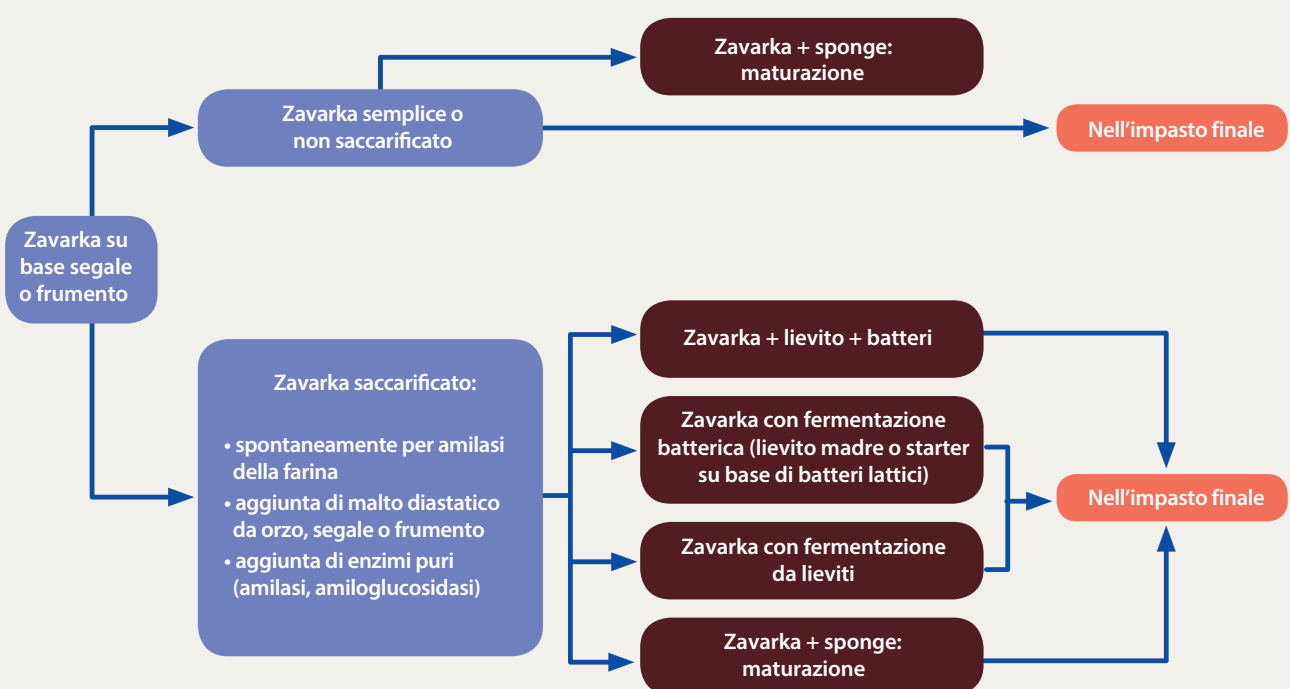 Zavarka + sponge:
maturazione
Zavarka semplice o
non saccarificato
Nell’impasto finale
Zavarka su
base segale
o frumento
Zavarka saccarificato:
• spontaneamente per amilasi
della farina
• aggiunta di malto diastatico
da orzo, segale o frumento
• aggiunta di enzimi puri
(amilasi, amiloglucosidasi)
Zavarka + lievito + batteri
Zavarka con fermentazione
batterica (lievito madre o starter
su base di batteri lattici)
Zavarka con fermentazione
da lieviti
Zavarka + sponge:
maturazione
Nell’impasto finale